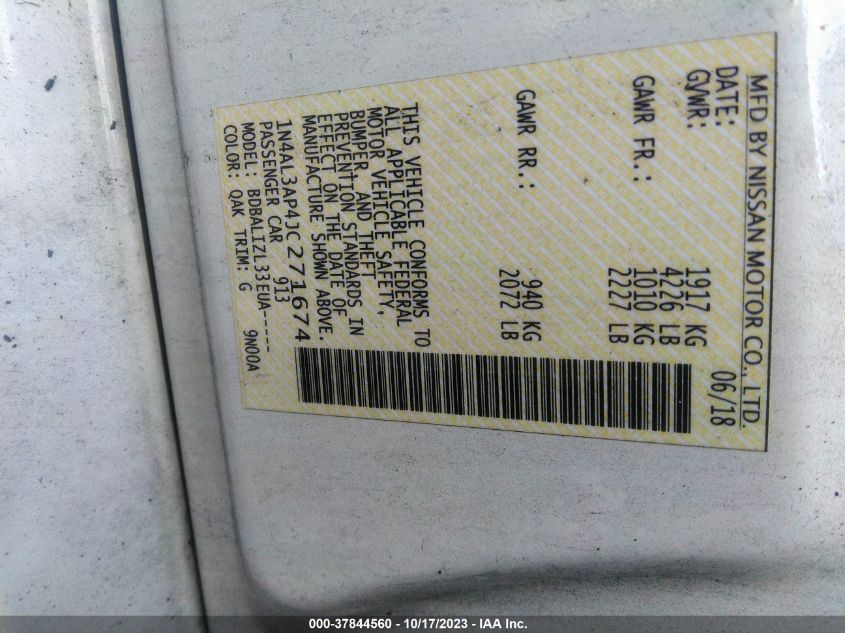 MFD BY NISSAN MOTOR CO., LTD.
DATE: 06/18
GVWR: 1917 KG
4226 LB
GAWR FR.: 1010 KG
2227 LB
GAWR RR.: 940 KG
2072 LB
THIS VEHICLE CONFORMS TO
ALL APPLICABLE FEDERAL
MOTOR VEHICLE SAFETY,
BUMPER, AND THEFT
PREVENTION STANDARDS IN
EFFECT ON THE DATE OF
MANUFACTURE SHOWN ABOVE.
1N4AL3AP4JC271674
PASSENGER CAR 913
MODEL: BDBALIZL33EUA-----
COLOR: QAK TRIM: G 9N00A
000-37844560 - 10/17/2023 - IAA Inc.